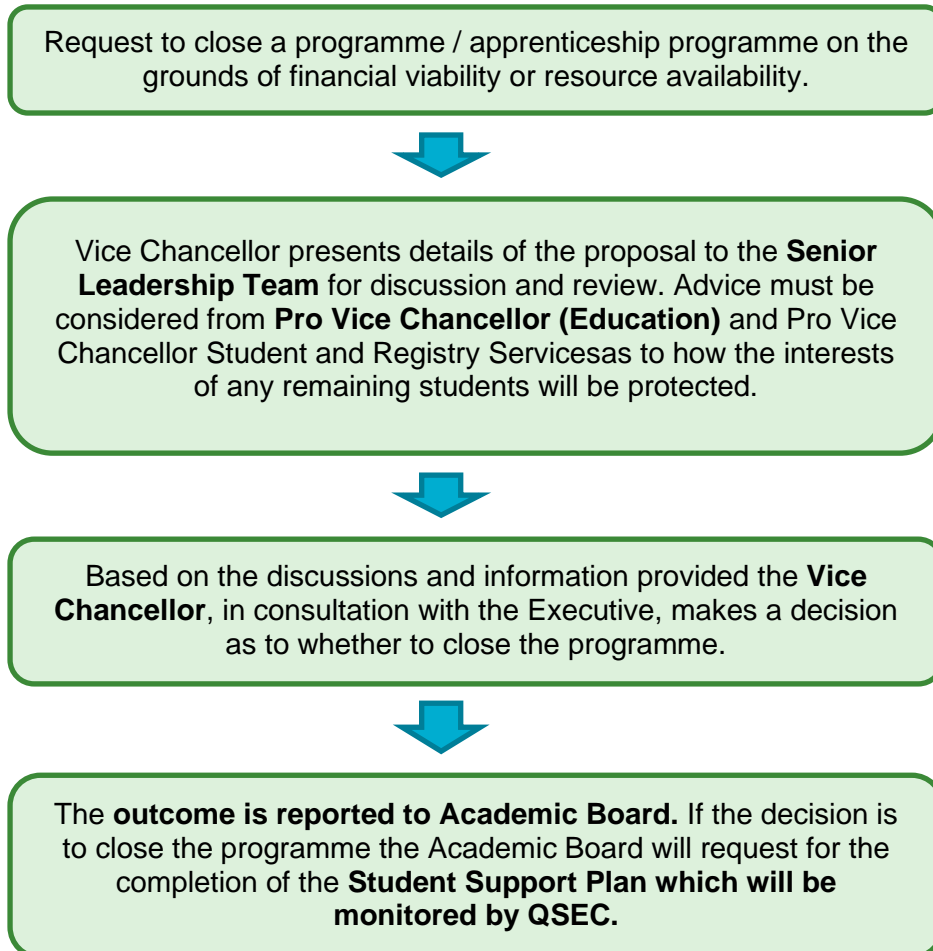 Request to close a programme / apprenticeship programme on the
grounds of financial viability or resource availability.
Vice Chancellor presents details of the proposal to the Senior
Leadership Team for discussion and review. Advice must be
considered from Pro Vice Chancellor (Education) and Pro Vice
Chancellor Student and Registry Servicesas to how the interests
of any remaining students will be protected.
Based on the discussions and information provided the Vice
Chancellor, in consultation with the Executive, makes a decision
as to whether to close the programme.
The outcome is reported to Academic Board. If the decision is
to close the programme the Academic Board will request for the
completion of the Student Support Plan which will be
monitored by QSEC.